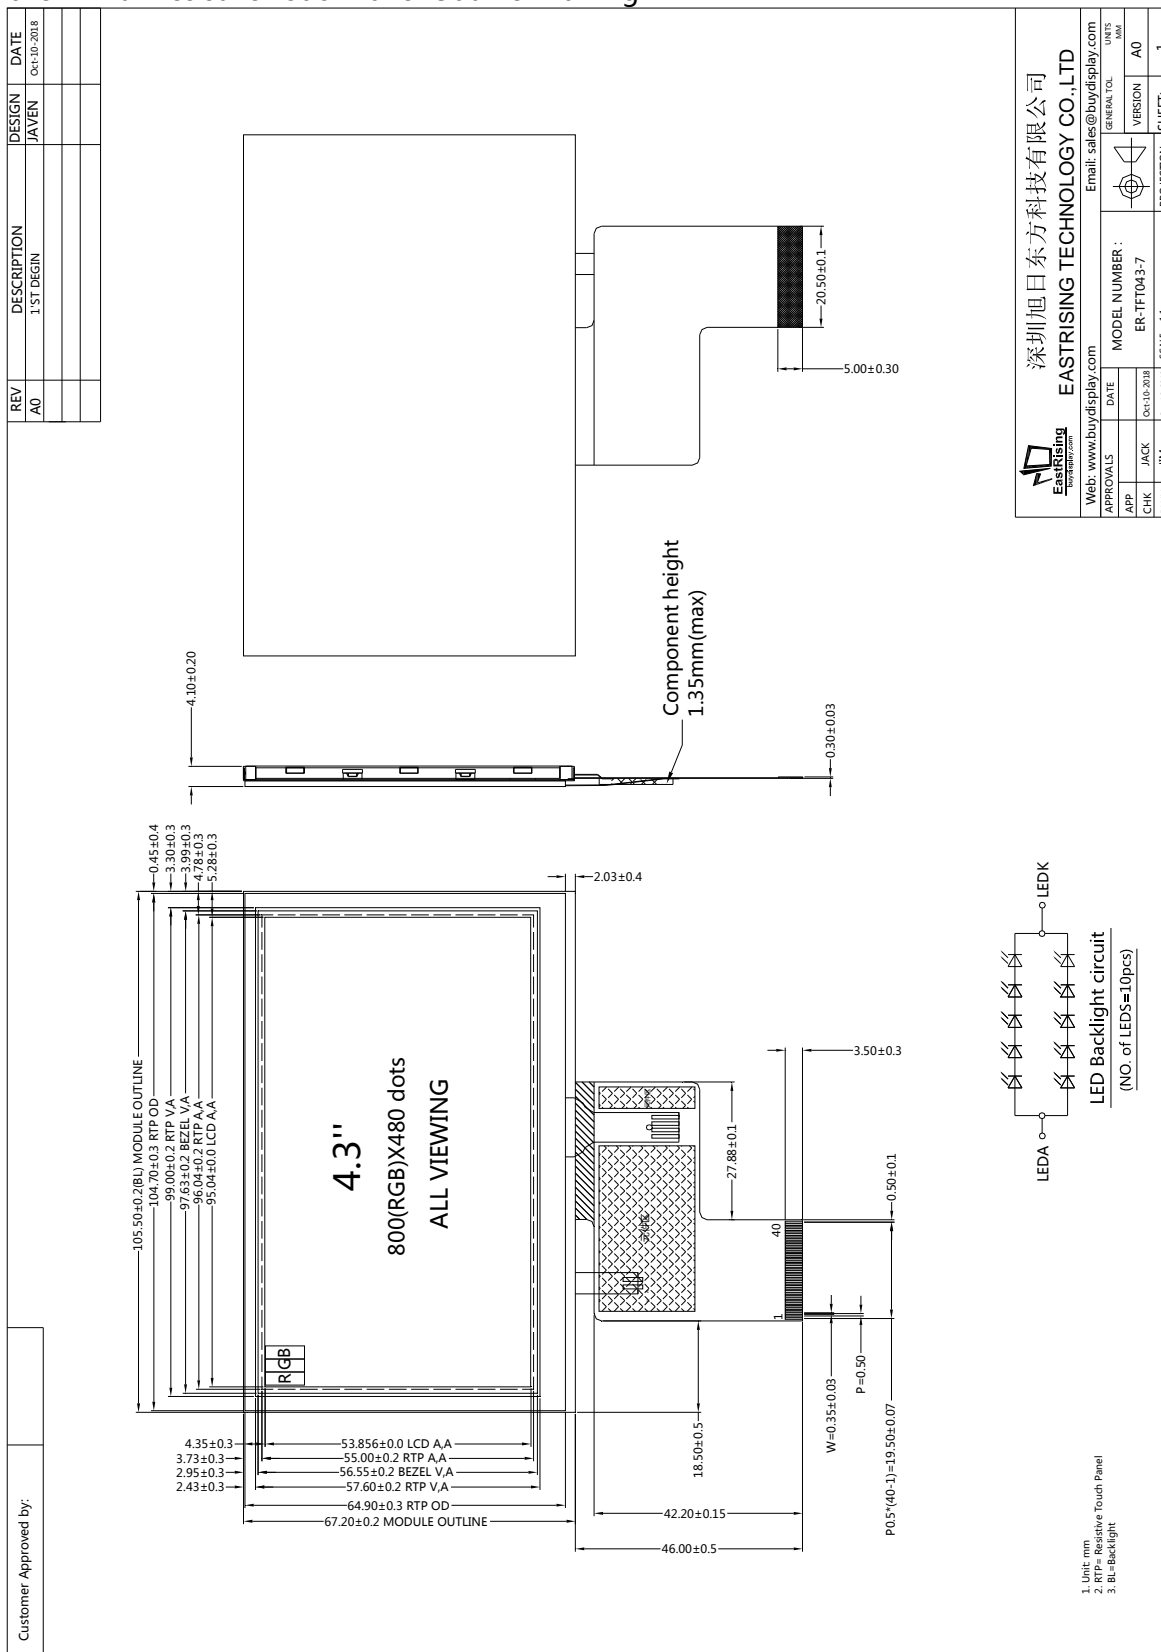 REV DESCRIPTION DESIGN DATE
A0 1'ST DEGIN JAVEN Oct-10-2018
20.50±0.1
5.00±0.30
4.10±0.20
Component height
1.35mm(max)
0.30±0.03
0.45±0.4
3.30±0.3
3.99±0.3
4.78±0.3
5.28±0.3
2.03±0.4
105.50±0.2(BL) MODULE OUTLINE
104.70±0.3 RTP OD
99.00±0.2 RTP V,A
97.63±0.2 BEZEL V,A
96.04±0.2 RTP A,A
95.04±0.0 LCD A,A
4.3"
800(RGB)X480 dots
ALL VIEWING
R GB
4.35±0.3
3.73±0.3
2.95±0.3
2.43±0.3
53.856±0.0 LCD A,A
55.00±0.2 RTP A,A
56.55±0.2 BEZEL V,A
57.60±0.2 RTP V,A
64.90±0.3 RTP OD
67.20±0.2 MODULE OUTLINE
3.50±0.3
27.88±0.1
0.50±0.1
40
1
18.50±0.5
W=0.35±0.03
P=0.50
P0.5*(40-1)=19.50±0.07
42.20±0.15
46.00±0.5
LEDA
LEDK
LED Backlight circuit
(NO. of LEDS=10pcs)
1. Unit: mm
2. RTP= Resistive Touch Panel
3. BL=Backlight
Customer Approved by:
EastRising
buydisplay.com
深圳旭日东方科技有限公司
EASTRISING TECHNOLOGY CO.,LTD
Web: www.buydisplay.com Email: sales@buydisplay.com
APPROVALS DATE MODEL NUMBER : GENERAL TOL UNITS
MM
APP
ER-TFT043-7 VERSION A0
CHK JACK Oct-10-2018